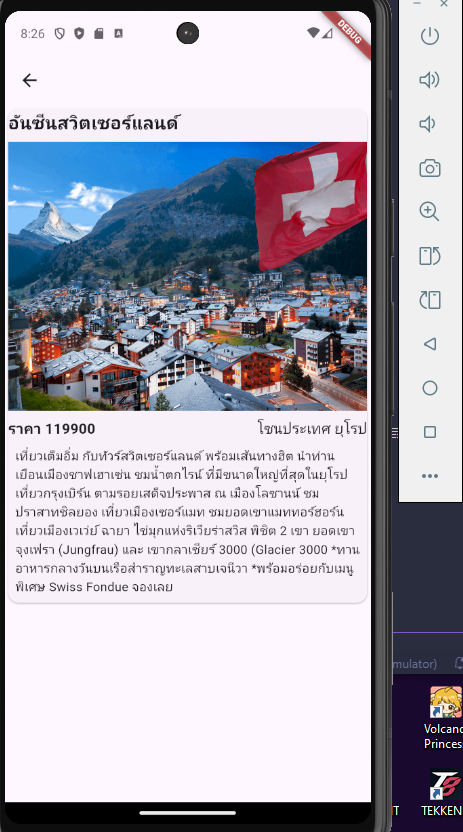 8:26
DEBUG
อันซีนสวิตเซอร์แลนด์
ราคา 119900
โซนประเทศ ยุโรป
เที่ยวเต็มอิ่ม กับทัวร์สวิตเซอร์แลนด์ พร้อมเส้นทางฮิต นำท่าน
เยือนเมืองชาฟเฮาเซ่น ชมน้ำตกไรน์ ที่มีขนาดใหญ่ที่สุดในยุโรป
เที่ยวกรุงเบิร์น ตามรอยเสด็จประพาส ณ เมืองโลซานน์ ชม
ปราสาทชิลยอง เที่ยวเมืองเซอร์แมท ชมยอดเขาแมททอร์ฮอร์น
เที่ยวเมืองเวเว่ย์ ฉายา ไข่มุกแห่งริเวียร่าสวิส พิชิต 2 เขา ยอดเขา
จุงเฟรา (Jungfrau) และ เขากลาเซียร์ 3000 (Glacier 3000 *ทาน
อาหารกลางวันบนเรือสำราญทะเลสาบเจนีวา *พร้อมอร่อยกับเมนู
พิเศษ Swiss Fondue จองเลย
mulator)
Volcano
Princes
TEKKEN